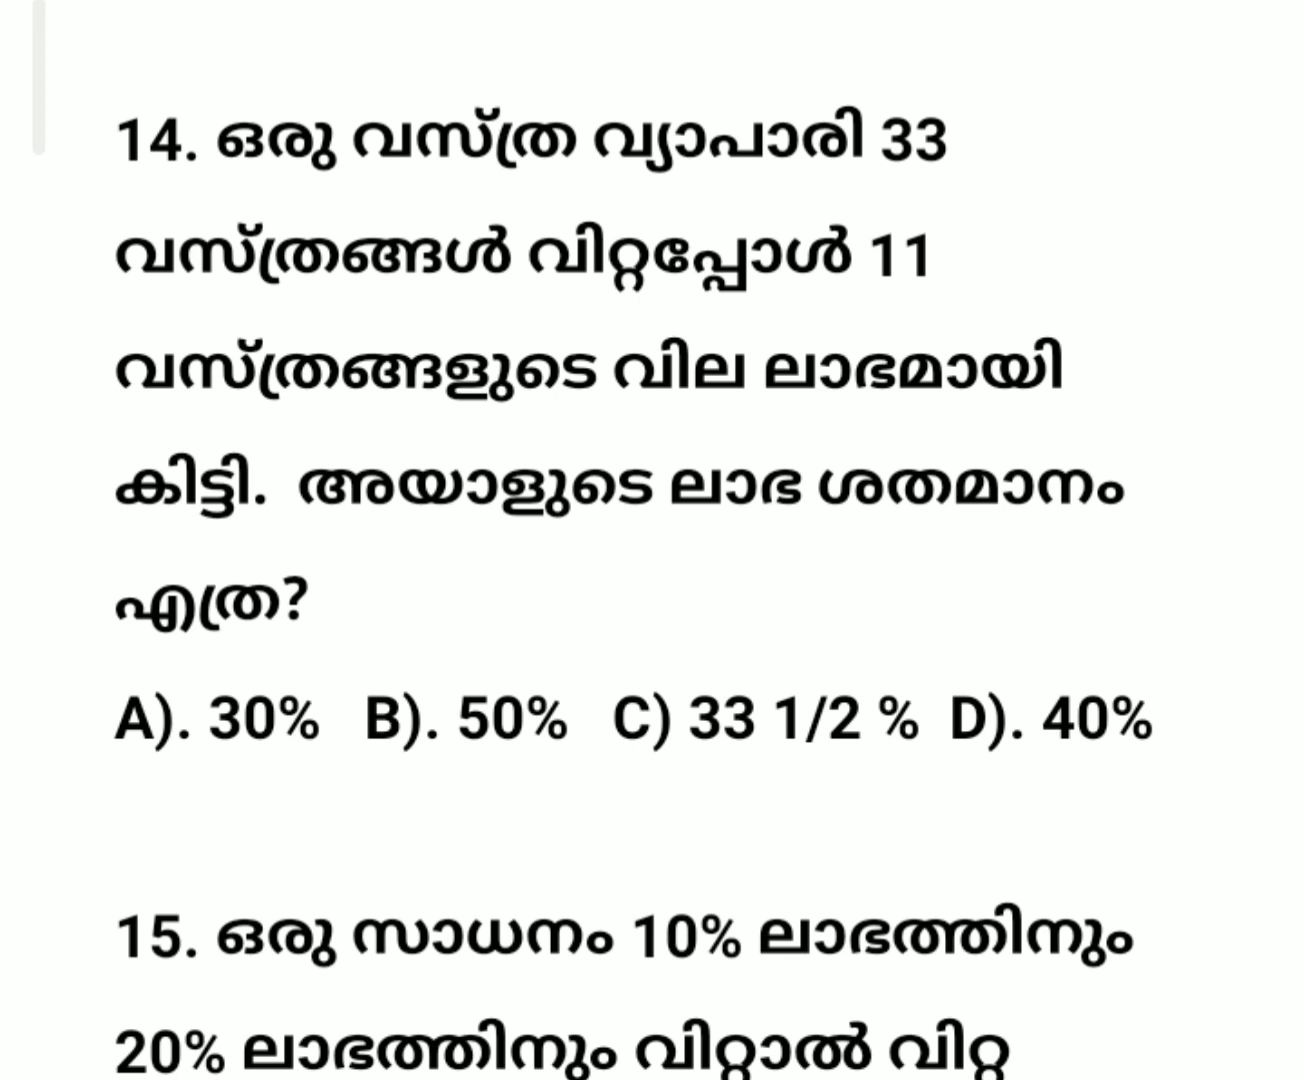 14. ഒരു വസ്ത്ര വ്യാപാരി 33
വസ്ത്രങ്ങൾ വിറ്റപ്പോൾ 11
വസ്ത്രങ്ങളുടെ വില ലാഭമായി
കിട്ടി. അയാളുടെ ലാഭ ശതമാനം
എത്ര?
A). 30% B). 50% C) 33 1/2 % D). 40%
15. ഒരു സാധനം 10% ലാഭത്തിനും
20% ലാഭത്തിനും വിറ്റാൽ വിറ്റ